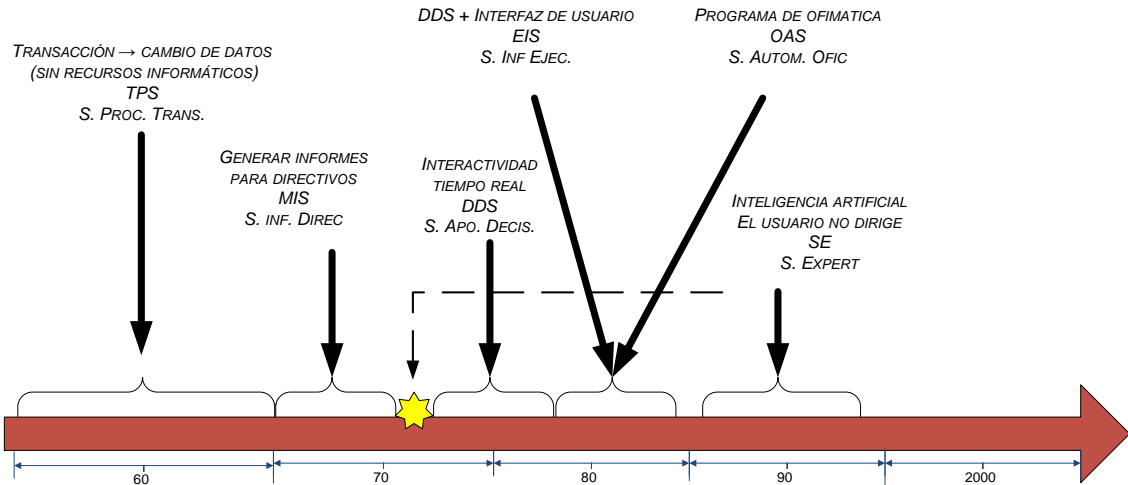 TRANSACCIÓN → CAMBIO DE DATOS
(SIN RECURSOS INFORMÁTICOS)
TPS
S. PROC. TRANS.
GENERAR INFORMES
PARA DIRECTIVOS
MIS
S. INF. DIREC
INTERACTIVIDAD
TIEMPO REAL
DDS
S. APO. DECIS.
DDS + INTERFAZ DE USUARIO
EIS
S. INF EJEC.
PROGRAMA DE OFIMATICA
OAS
S. AUTOM. OFIC
INTELIGENCIA ARTIFICIAL
EL USUARIO NO DIRIGE
SE
S. EXPERT
60
70
80
90
2000